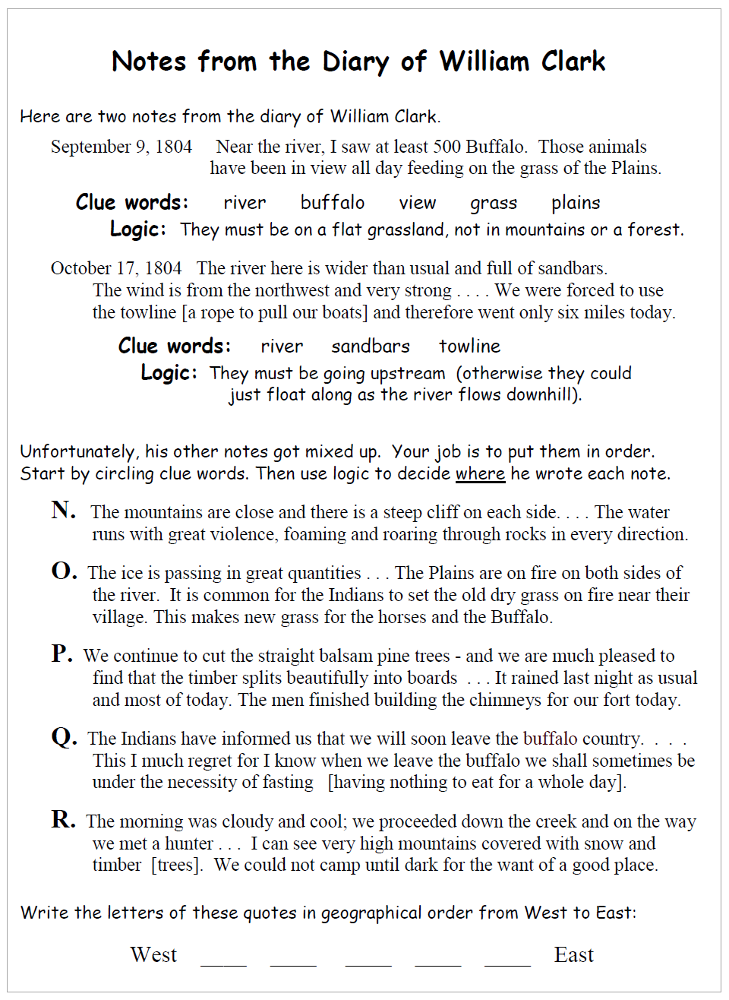 Notes from the Diary of William Clark
Here are two notes from the diary of William Clark.
September 9, 1804 Near the river, I saw at least 500 Buffalo. Those animals
have been in view all day feeding on the grass of the Plains.
Clue words: river buffalo view grass plains
Logic: They must be on a flat grassland, not in mountains or a forest.
October 17, 1804 The river here is wider than usual and full of sandbars.
The wind is from the northwest and very strong . . . . We were forced to use
the towline [a rope to pull our boats] and therefore went only six miles today.
Clue words: river sandbars towline
Logic: They must be going upstream (otherwise they could
just float along as the river flows downhill).
Unfortunately, his other notes got mixed up. Your job is to put them in order.
Start by circling clue words. Then use logic to decide where he wrote each note.
N. The mountains are close and there is a steep cliff on each side. . . . The water
runs with great violence, foaming and roaring through rocks in every direction.
O. The ice is passing in great quantities . . . The Plains are on fire on both sides of
the river. It is common for the Indians to set the old dry grass on fire near their
village. This makes new grass for the horses and the Buffalo.
P. We continue to cut the straight balsam pine trees - and we are much pleased to
find that the timber splits beautifully into boards . . . It rained last night as usual
and most of today. The men finished building the chimneys for our fort today.
Q. The Indians have informed us that we will soon leave the buffalo country. . . .
This I much regret for I know when we leave the buffalo we shall sometimes be
under the necessity of fasting [having nothing to eat for a whole day].
R. The morning was cloudy and cool; we proceeded down the creek and on the way
we met a hunter . . . I can see very high mountains covered with snow and
timber [trees]. We could not camp until dark for the want of a good place.
Write the letters of these quotes in geographical order from West to East:
West ____ ____ ____ ____ ____ East